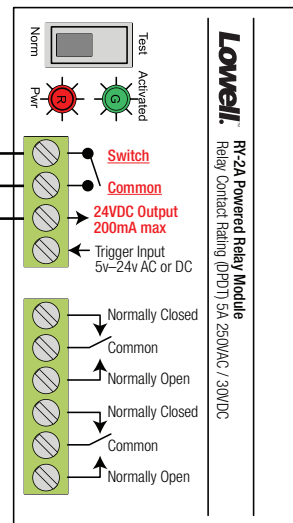 Test
Norm
Activated
G
R
Pwr
Switch
Common
24VDC Output
200mA max
Trigger Input
5v–24v AC or DC
Normally Closed
Common
Normally Open
Normally Closed
Common
Normally Open
Lowell.
RV-2A Powered Relay Module
Relay Contact Rating (DPDT) 5A 250VAC / 30VDC